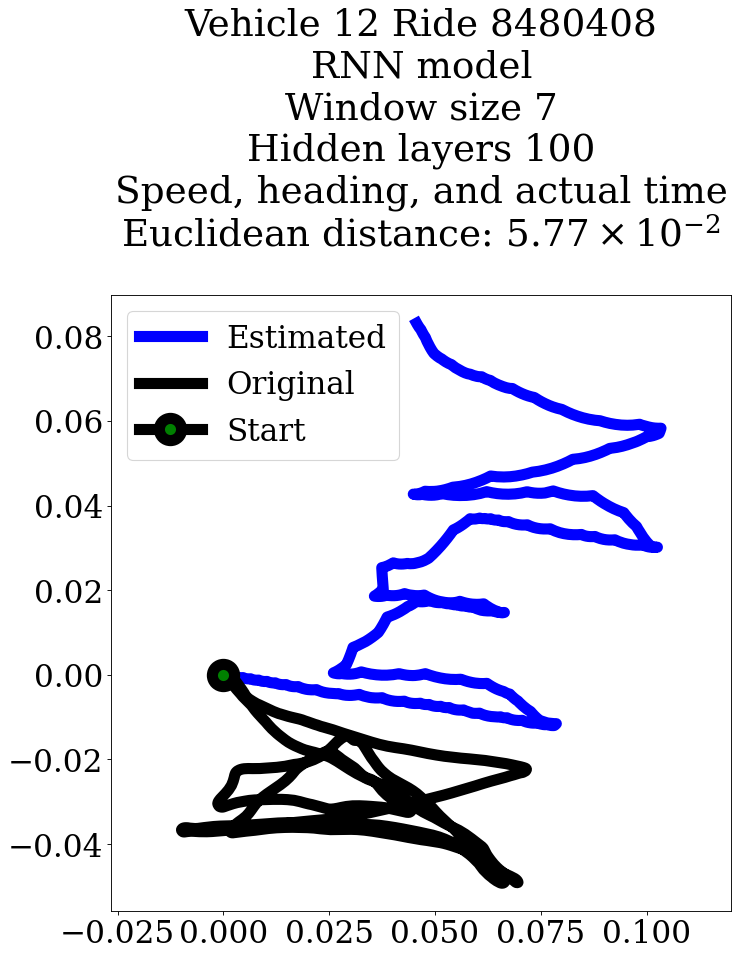 Vehicle 12 Ride 8480408
RNN model
Window size 7
Hidden layers 100
Speed, heading, and actual time
Euclidean distance: 5.77 × 10⁻²
Estimated
Original
Start
0.08
0.06
0.04
0.02
0.00
−0.02
−0.04
−0.025 0.000 0.025 0.050 0.075 0.100